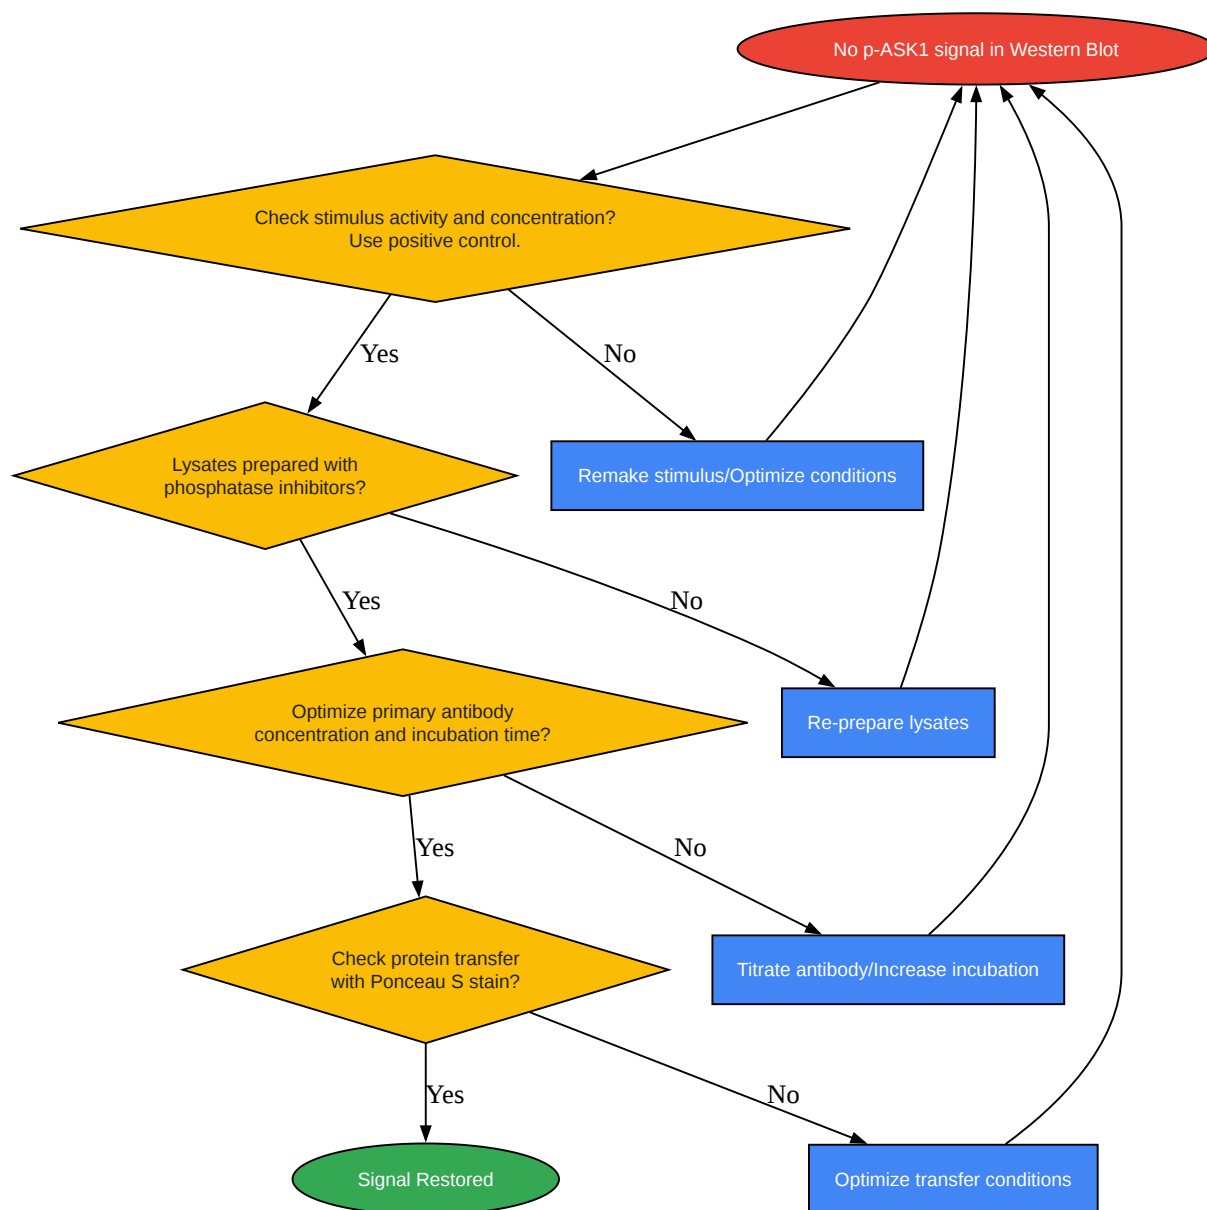 No p-ASK1 signal in Western Blot
Check stimulus activity and concentration?
Use positive control.
Yes
No
Lysates prepared with
phosphatase inhibitors?
Remake stimulus/Optimize conditions
Yes
No
Optimize primary antibody
concentration and incubation time?
Re-prepare lysates
Yes
No
Check protein transfer
with Ponceau S stain?
Titrate antibody/Increase incubation
Yes
No
Signal Restored
Optimize transfer conditions